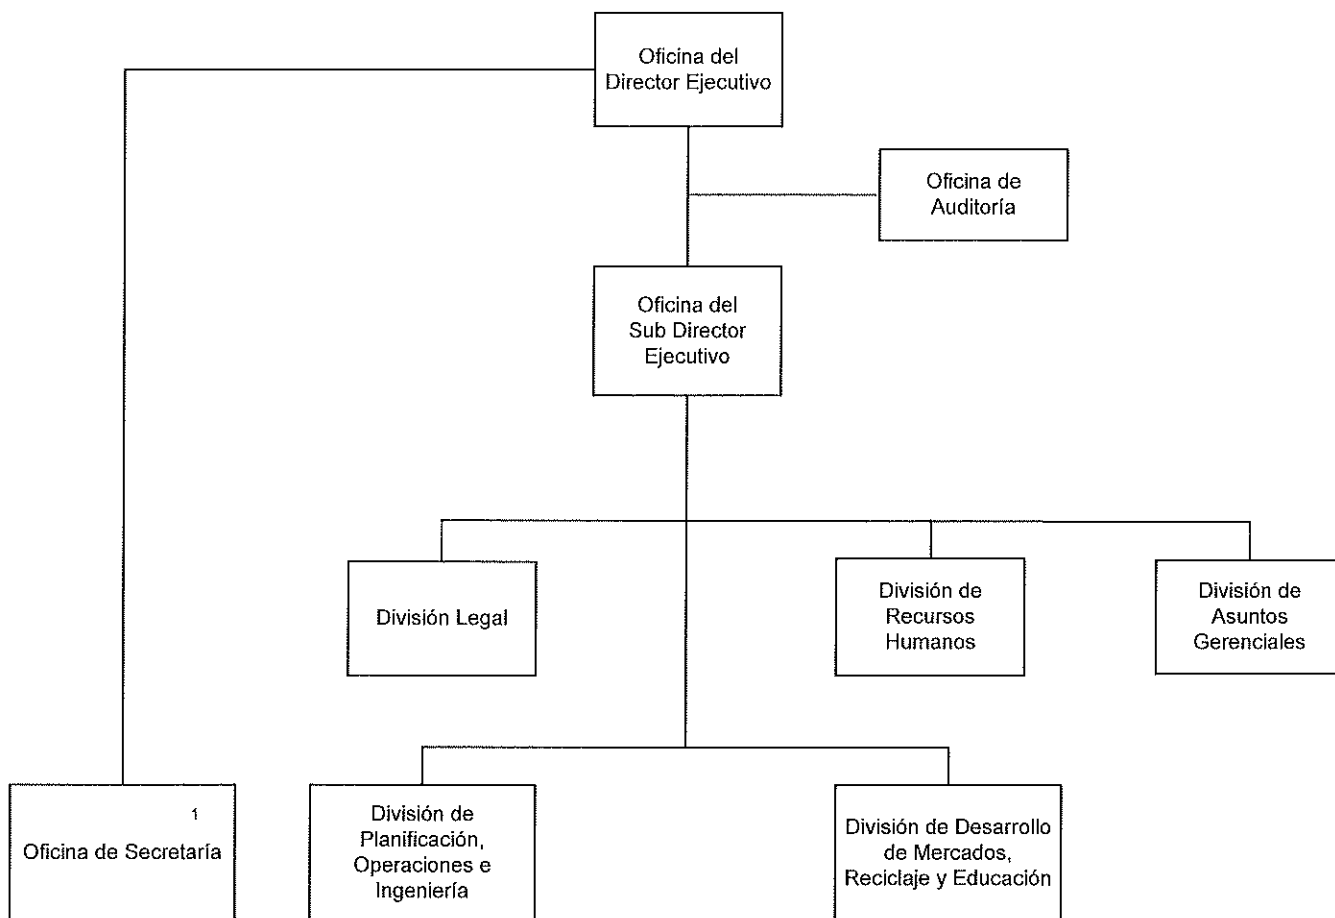 Oficina del
Director Ejecutivo
Oficina de
Auditoría
Oficina del
Sub Director
Ejecutivo
División Legal
División de
Recursos
Humanos
División de
Asuntos
Gerenciales
1
Oficina de Secretaría
División de
Planificación,
Operaciones e
Ingeniería
División de Desarrollo
de Mercados,
Reciclaje y Educación